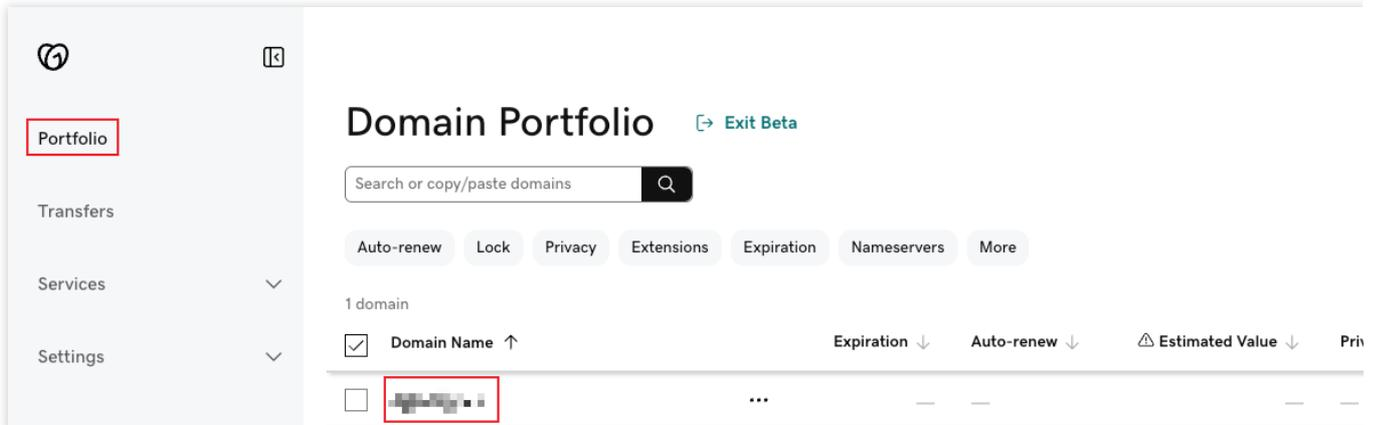 Portfolio
Transfers
Services
Settings
Domain Portfolio Exit Beta
Search or copy/paste domains
Auto-renew Lock Privacy Extensions Expiration Nameservers More
1 domain
Domain Name Expiration Auto-renew Estimated Value